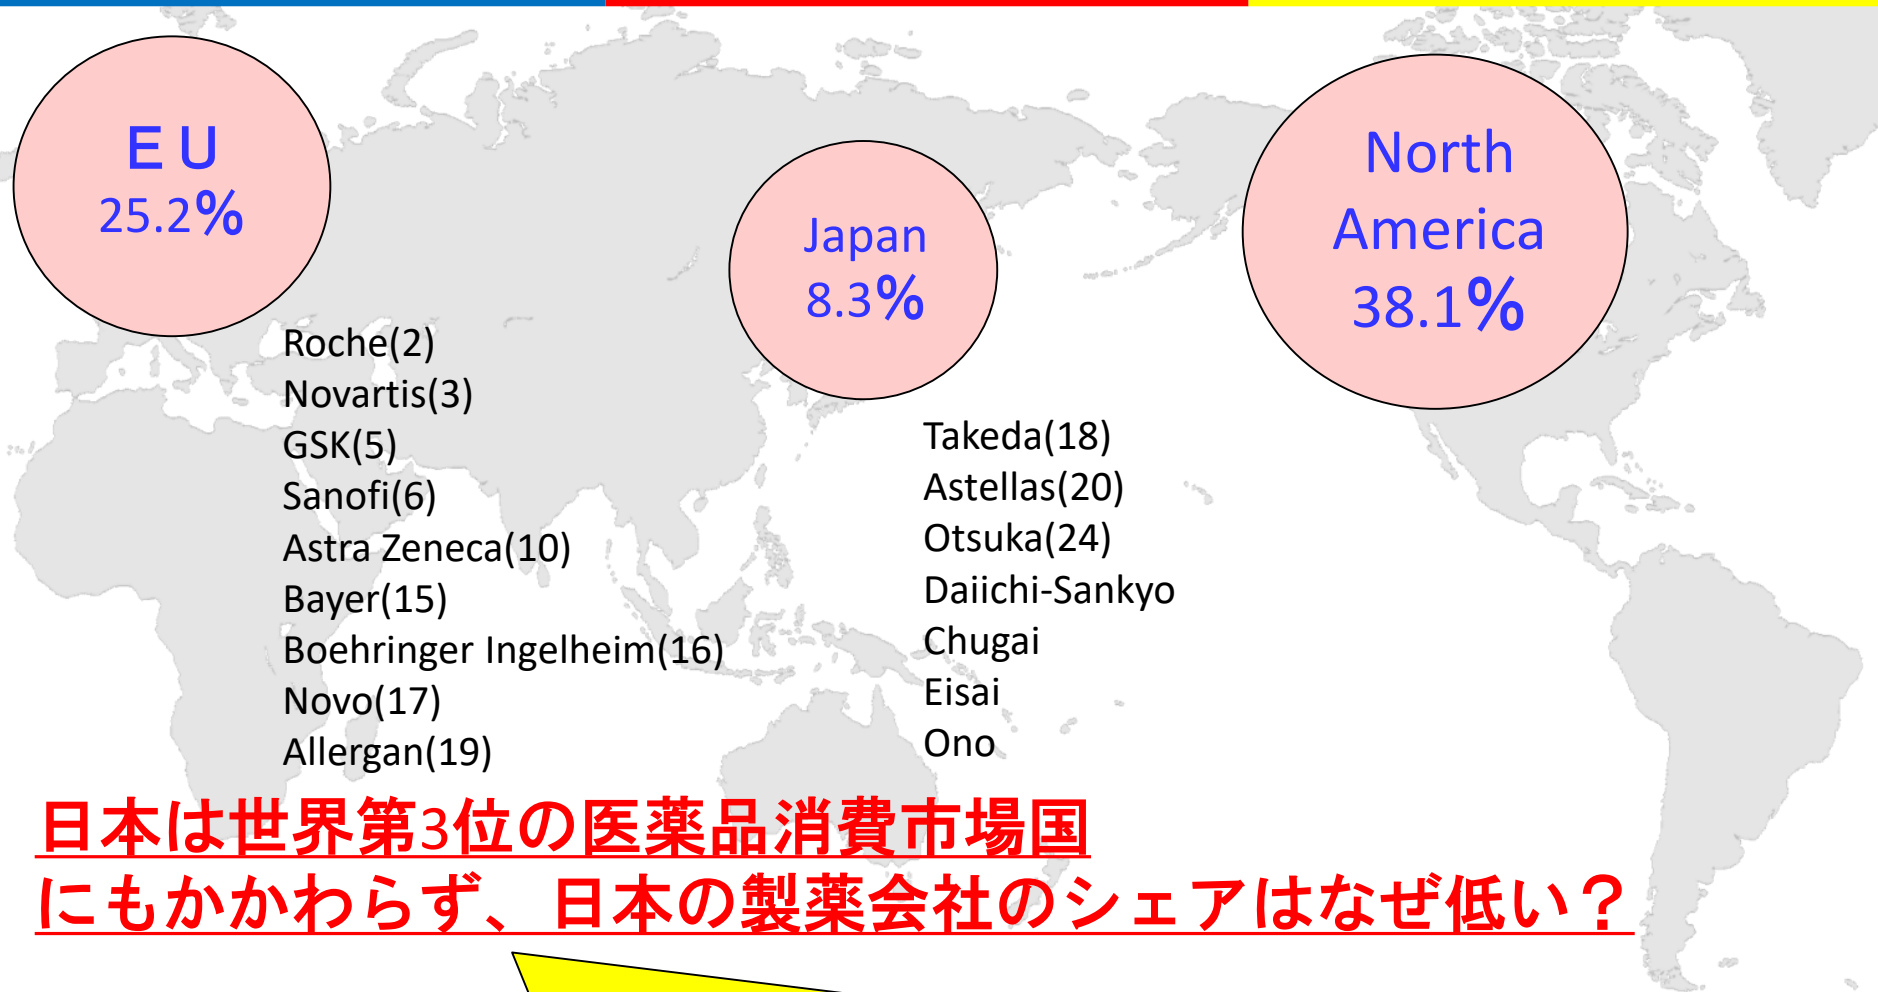 ＥＵ
25.2%
Japan
8.3%
North
America
38.1%
Roche(2)
Novartis(3)
GSK(5)
Sanofi(6)
Astra Zeneca(10)
Bayer(15)
Boehringer Ingelheim(16)
Novo(17)
Allergan(19)
Takeda(18)
Astellas(20)
Otsuka(24)
Daiichi-Sankyo
Chugai
Eisai
Ono
日本は世界第3位の医薬品消費市場国
にもかかわらず、日本の製薬会社のシェアはなぜ低い？